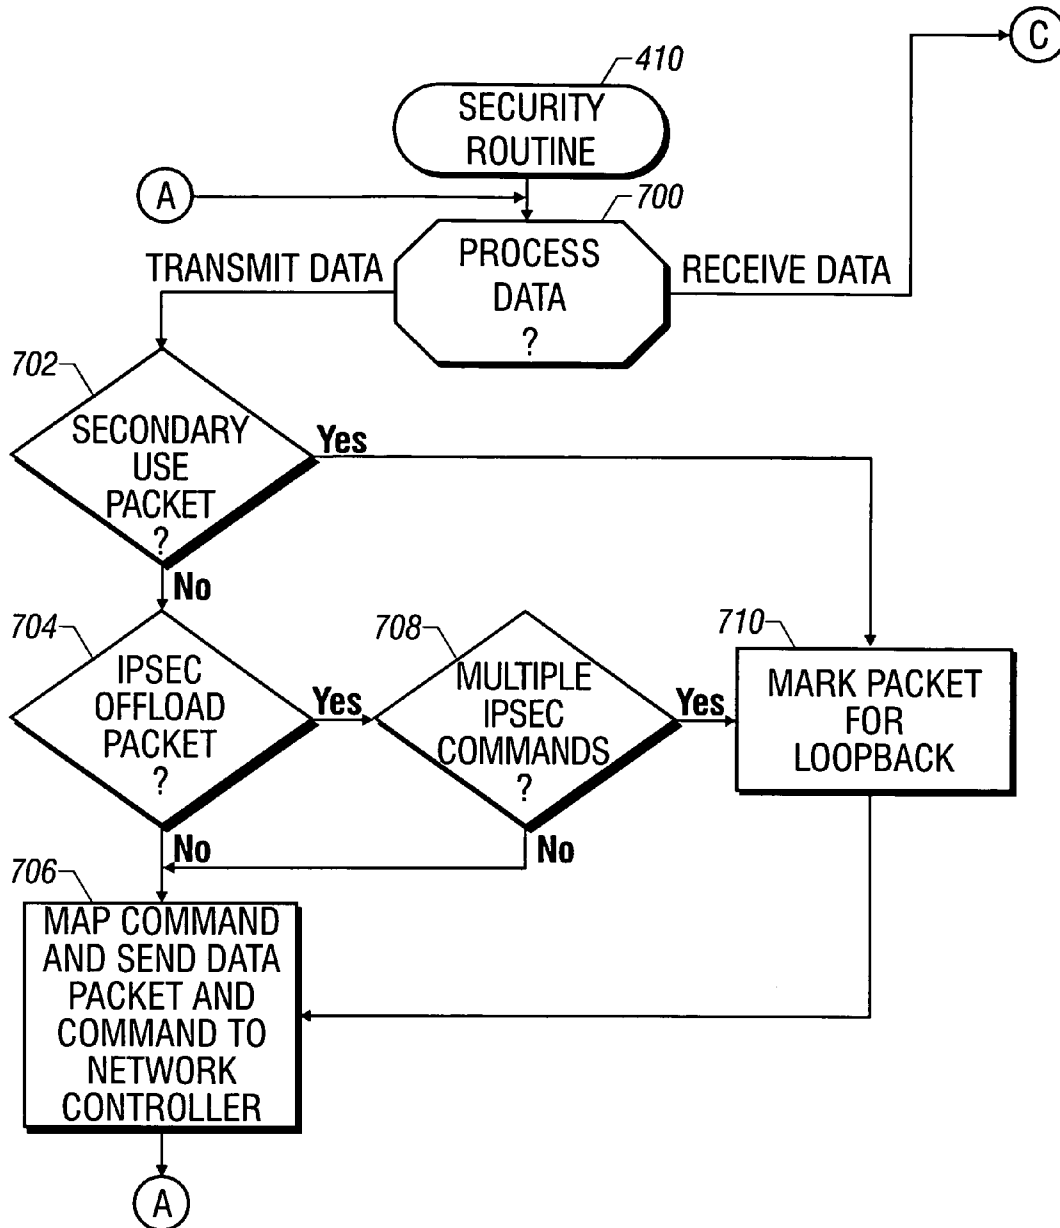 C
410
SECURITY
ROUTINE
A
700
PROCESS
DATA
?
TRANSMIT DATA
RECEIVE DATA
702
SECONDARY
USE
PACKET
?
Yes
No
704
IPSEC
OFFLOAD
PACKET
?
Yes
No
708
MULTIPLE
IPSEC
COMMANDS
?
Yes
No
710
MARK PACKET
FOR
LOOPBACK
706
MAP COMMAND
AND SEND DATA
PACKET AND
COMMAND TO
NETWORK
CONTROLLER
A